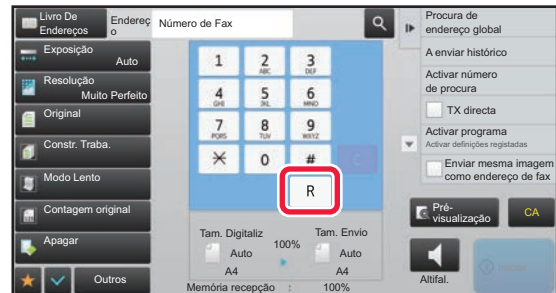 Livro De
Endereços
Endereç
o
Número de Fax
Exposição
Auto
Resolução
Muito Perfeito
Original
Constr. Traba.
Modo Lento
Contagem original
Apagar
Outros
1
2
ABC
3
DEF
4
GHI
5
JKL
6
MNO
7
PQRS
8
TUV
9
WXYZ
0
#
C
R
Tam. Digitaliz
100%
Tam. Envio
Auto
Auto
A4
A4
Memória recepção : 100%
Procura de
endereço global
A enviar histórico
Activar número
de procura
TX directa
Activar programa
Activar definições registadas
Enviar mesma imagem
como endereço de fax
Pré-
visualização
CA
Altifal.